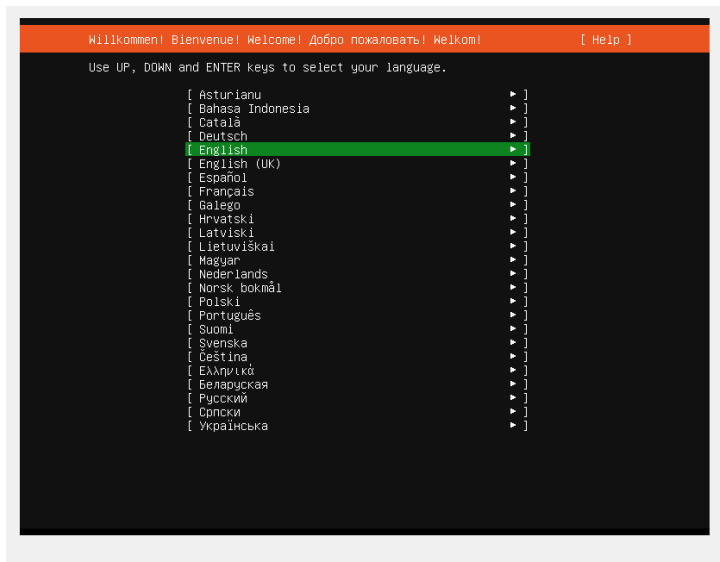 Willkommen! Bienvenue! Welcome! Добро пожаловать! Welkom! [ Help ]
Use UP, DOWN and ENTER keys to select your language.
[ Asturianu ► ]
[ Bahasa Indonesia ► ]
[ Català ► ]
[ Deutsch ► ]
[ English ► ]
[ English (UK) ► ]
[ Español ► ]
[ Français ► ]
[ Galego ► ]
[ Hrvatski ► ]
[ Latviski ► ]
[ Lietuviškai ► ]
[ Magyar ► ]
[ Nederlands ► ]
[ Norsk bokmål ► ]
[ Polski ► ]
[ Português ► ]
[ Suomi ► ]
[ Svenska ► ]
[ Čeština ► ]
[ Ελληνικά ► ]
[ Беларуская ► ]
[ Русский ► ]
[ Српски ► ]
[ Українська ► ]